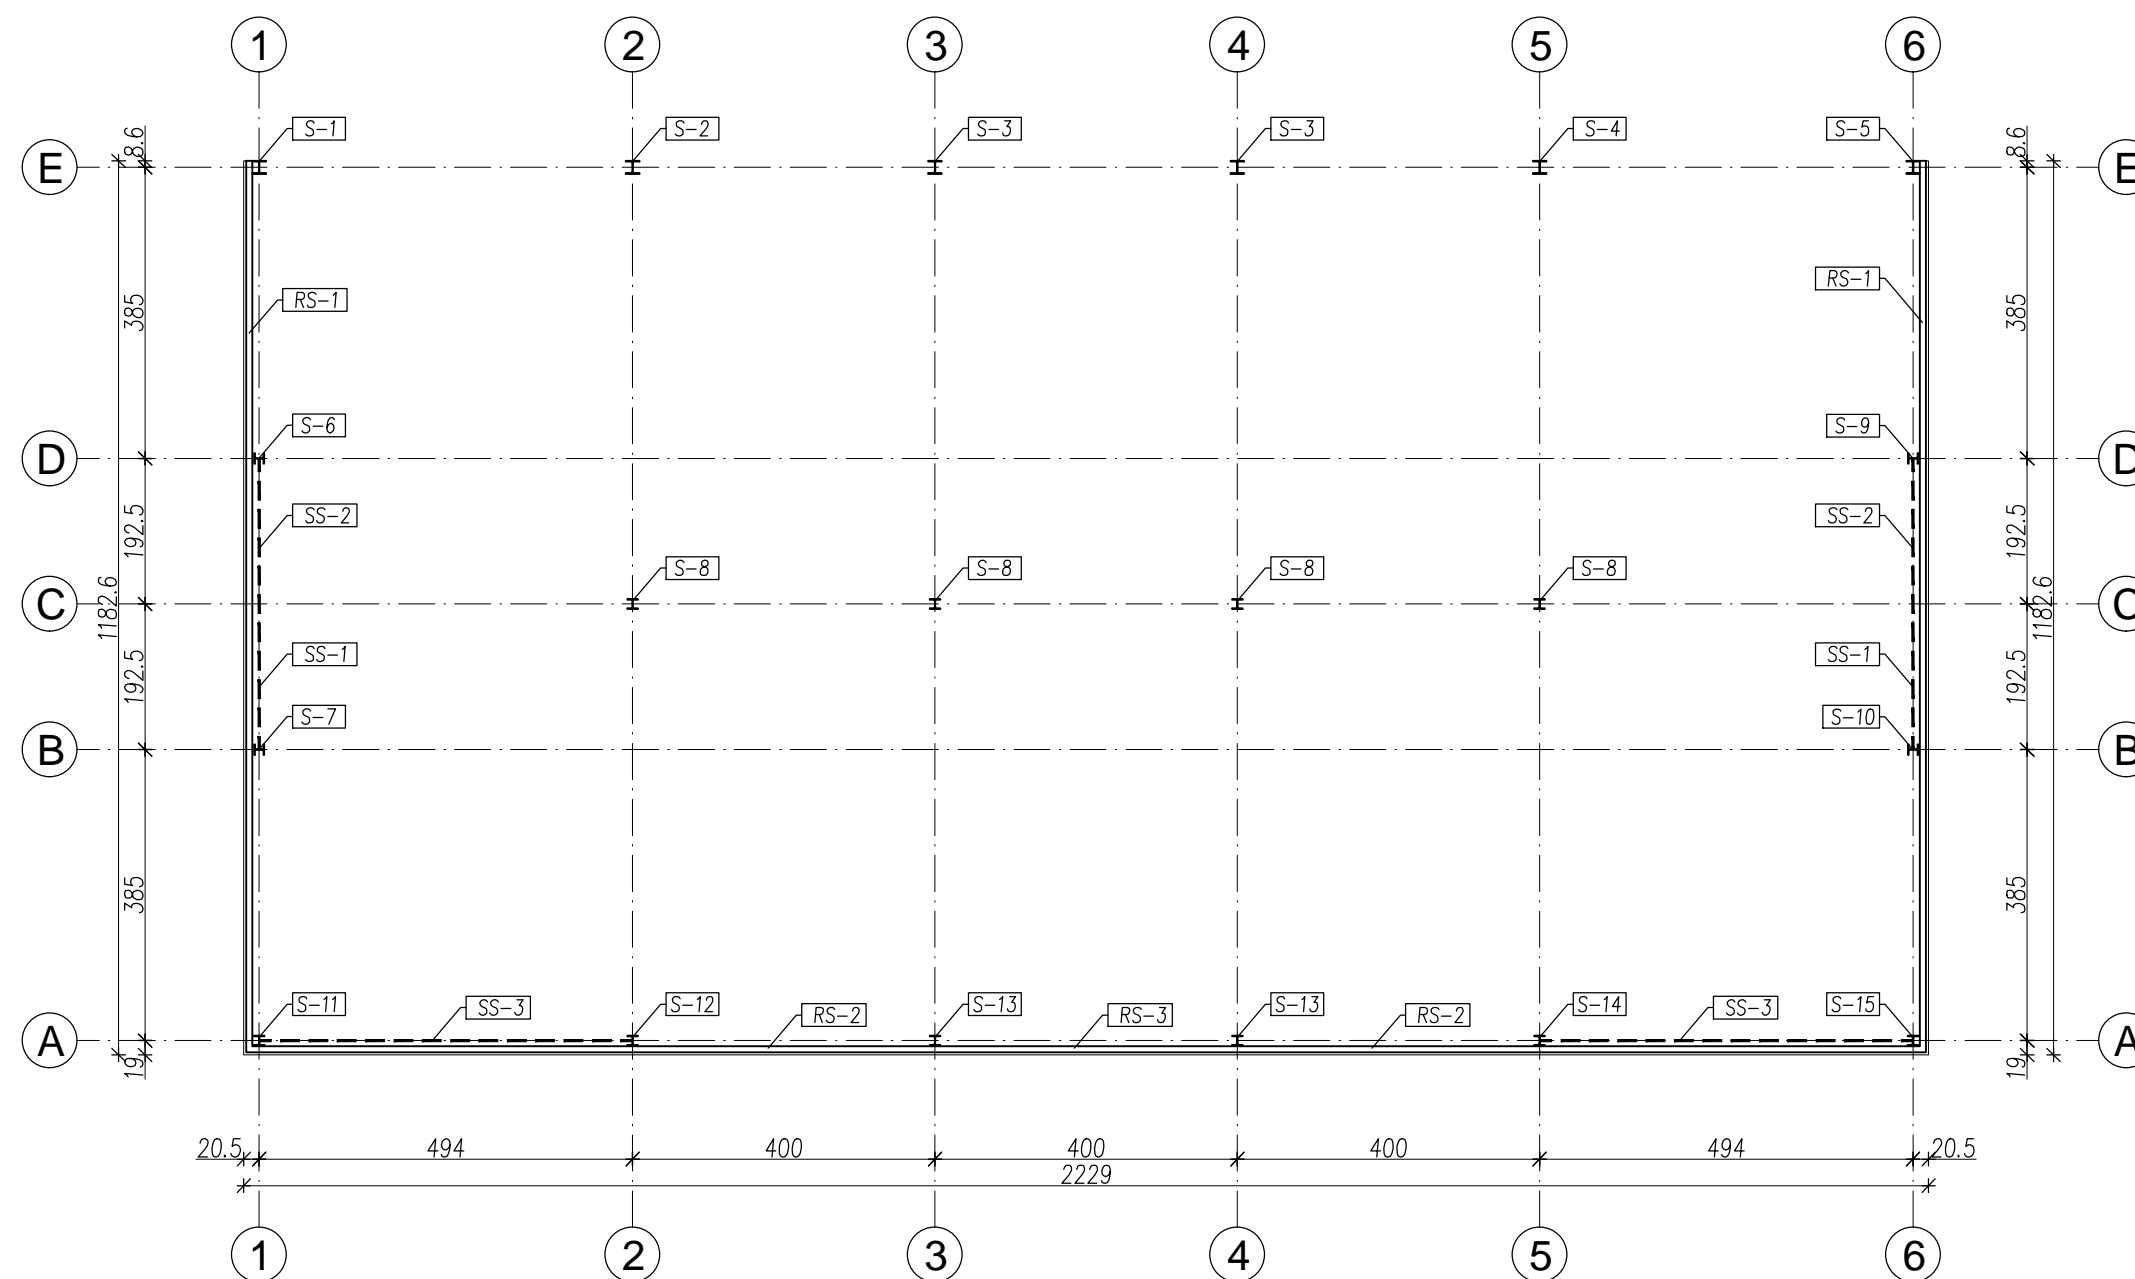 1 2 3 4 5 6
S-1 S-2 S-3 S-3 S-4 S-5
8.6 8.6
E E
RS-1 RS-1
385 385
S-6 S-9
D D
SS-2 SS-2
192.5 192.5
S-8 S-8 S-8 S-8
C C
1182.6 1182.6
SS-1 SS-1
192.5 192.5
S-7 S-10
B B
385 385
S-11 SS-3 S-12 RS-2 S-13 RS-3 S-13 RS-2 S-14 SS-3 S-15
A A
19 19
20.5 494 400 400 400 494 20.5
2229
1 2 3 4 5 6